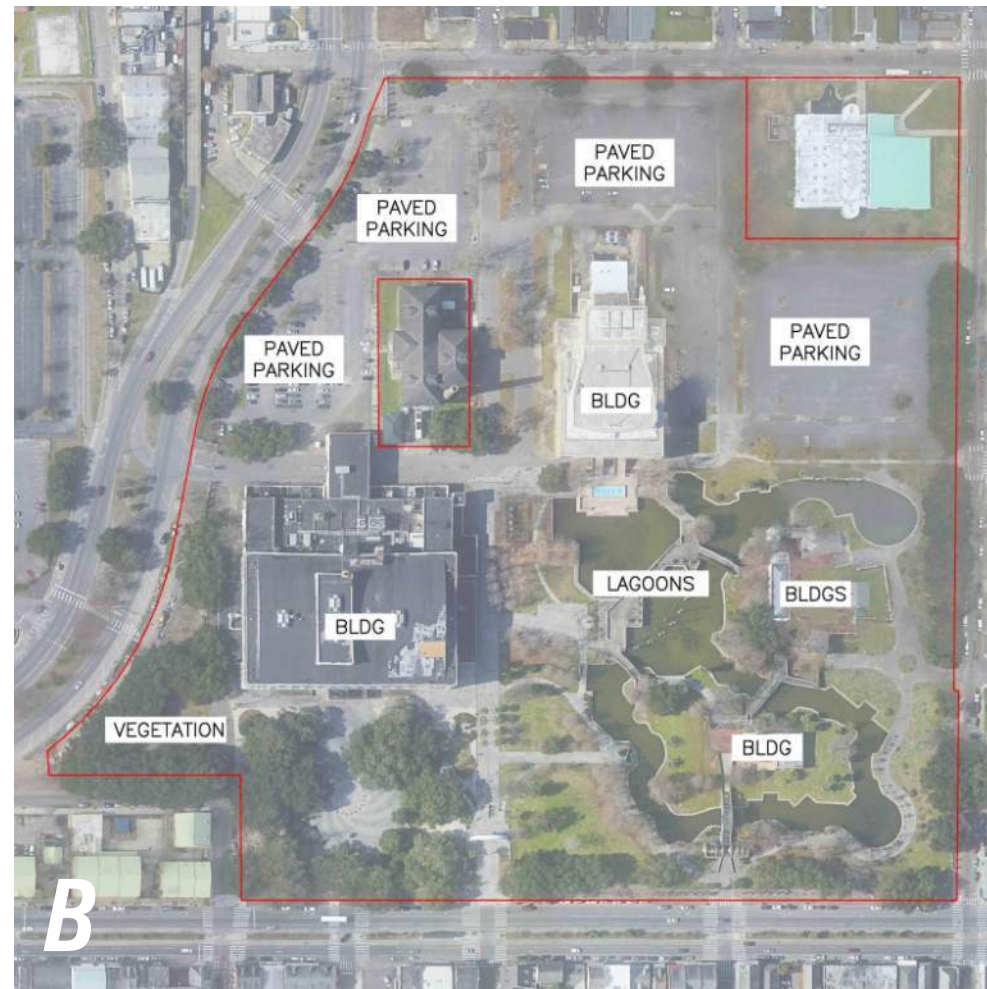 PAVED
PARKING
PAVED
PARKING
PAVED
PARKING
PAVED
PARKING
BLDG
LAGOONS
BLDGS
BLDG
VEGETATION
BLDG
B